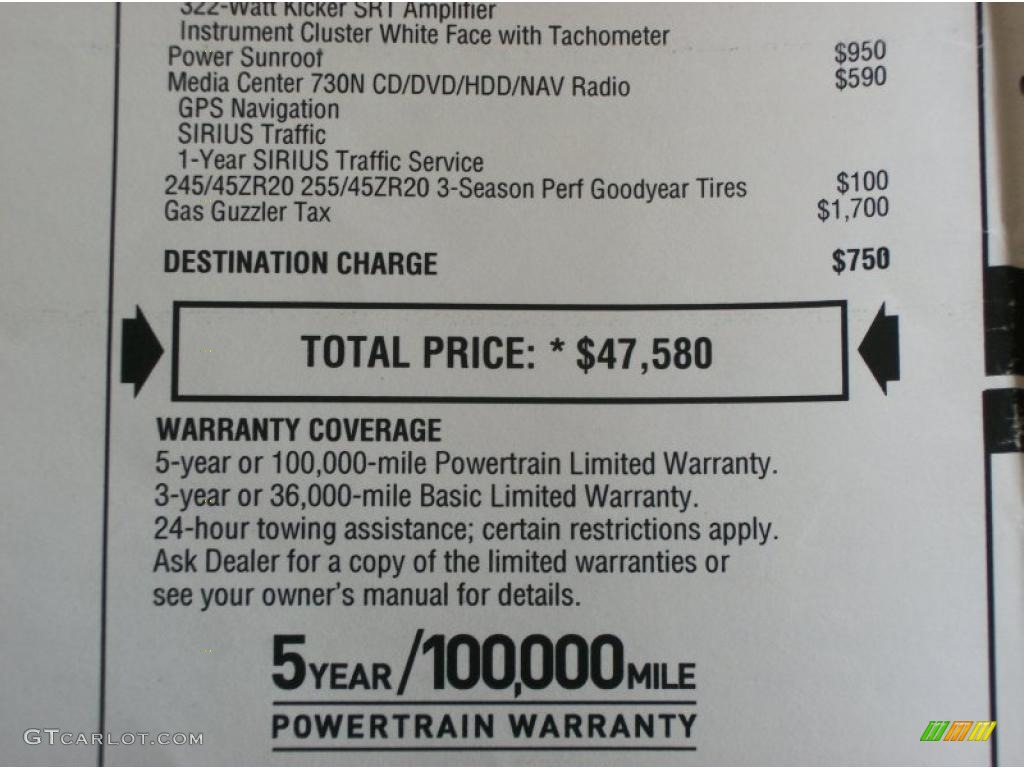 322-Watt Kicker SRT Amplifier
Instrument Cluster White Face with Tachometer
Power Sunroof $950
Media Center 730N CD/DVD/HDD/NAV Radio $590
GPS Navigation
SIRIUS Traffic
1-Year SIRIUS Traffic Service
245/45ZR20 255/45ZR20 3-Season Perf Goodyear Tires $100
Gas Guzzler Tax $1,700
DESTINATION CHARGE $750
TOTAL PRICE: * $47,580
WARRANTY COVERAGE
5-year or 100,000-mile Powertrain Limited Warranty.
3-year or 36,000-mile Basic Limited Warranty.
24-hour towing assistance; certain restrictions apply.
Ask Dealer for a copy of the limited warranties or
see your owner's manual for details.
5 YEAR/100,000 MILE
POWERTRAIN WARRANTY
GTCARLOT.COM